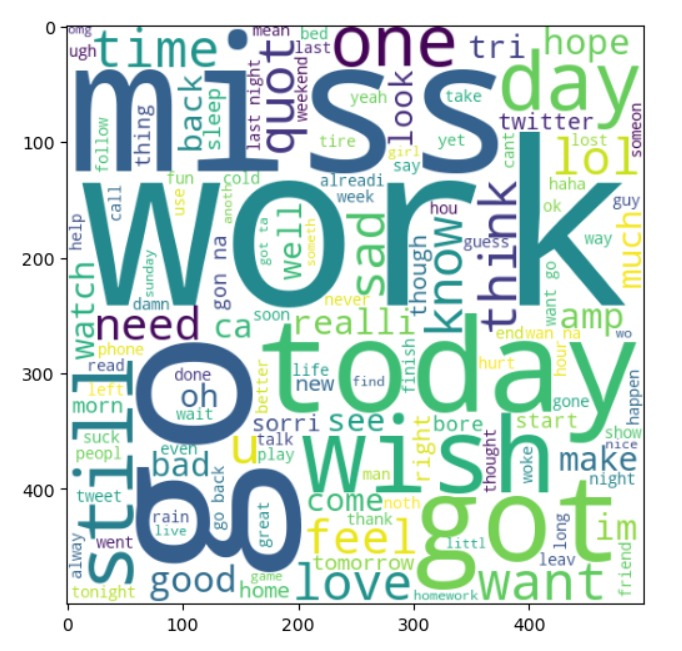 0
100
200
300
400
0
100
200
300
400
omg
ugh
time
mean
bed
last
one
tri
hope
quot
weekend
last night
miss
day
back
sleep
thing
follow
yeah
look
take
twitter
someon
tire
yet
girl
say
cant
lost
lol
fun
cold
alreadi
week
haha
work
call
use
anoth
help
sunday
got ta
well
someth
sad
hou
though
know
guess
think
ok
guy
way
much
gon na
watch
damn
never
want go
need
ca
soon
realli
amp
phone
end
wan na
wo
today
read
left
done
oh
wait
go
better
life
new
find
finish
hurt
hour
gone
happen
morn
still
sorri
see
right
bore
start
show
nice
suck
peopl
even
bad
u
talk
play
wish
man
thought
woke
make
night
tweet
go back
great
rain
live
come
noth
thank
got
im
alway
went
feel
littl
long
leav
friend
tomorrow
tonight
good
game
home
love
homework
want